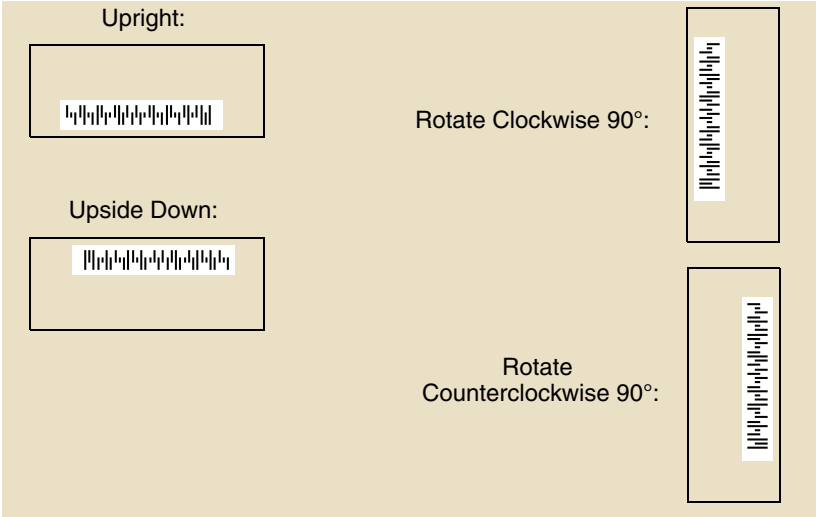 Upright:
Rotate Clockwise 90°:
Upside Down:
Rotate
Counterclockwise 90°: